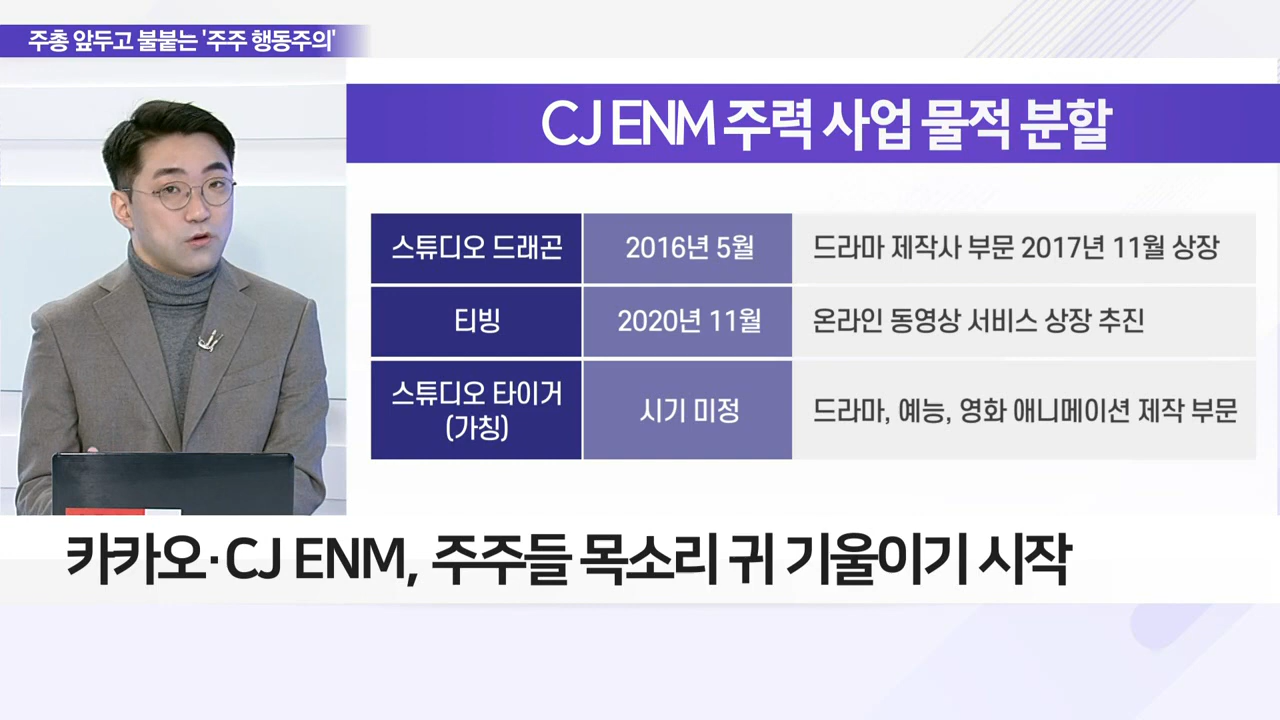 주총 앞두고 불붙는 '주주 행동주의'
CJ ENM 주력 사업 물적 분할
스튜디오 드래곤 2016년 5월 드라마 제작사 부문 2017년 11월 상장
티빙 2020년 11월 온라인 동영상 서비스 상장 추진
스튜디오 타이거
(가칭) 시기 미정 드라마, 예능, 영화 애니메이션 제작 부문
카카오·CJ ENM, 주주들 목소리 귀 기울이기 시작